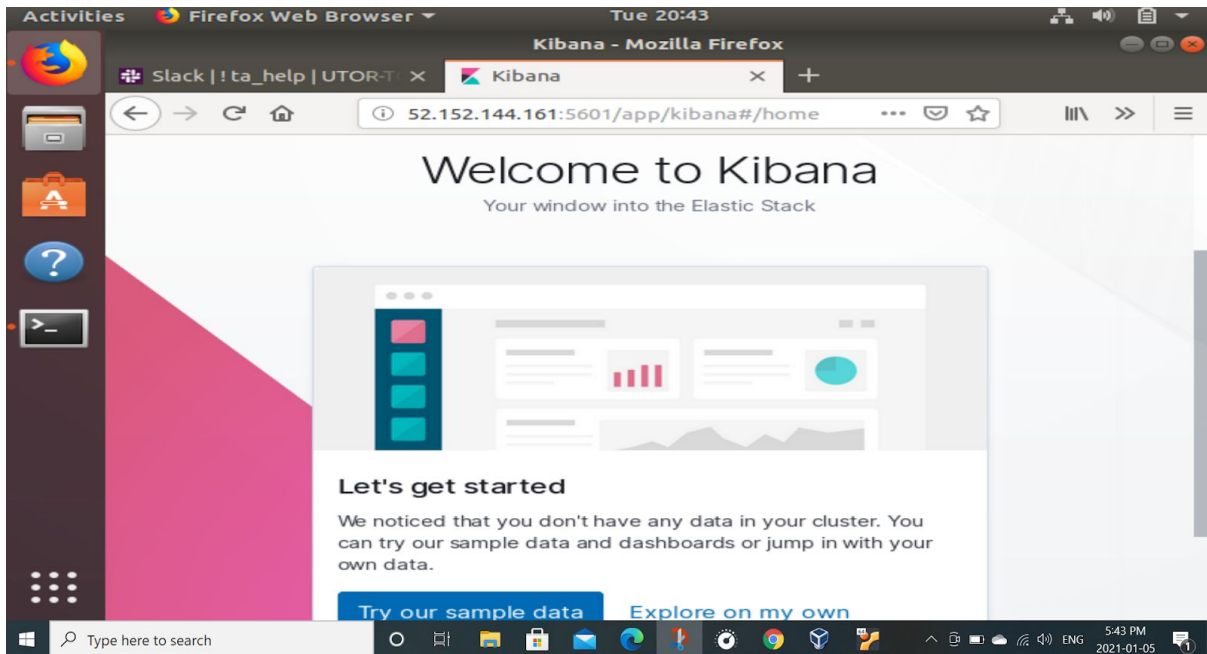 Activities Firefox Web Browser Tue 20:43
Kibana - Mozilla Firefox
Slack | ! ta_help | UTOR-T Kibana
52.152.144.161:5601/app/kibana#/home
Welcome to Kibana
Your window into the Elastic Stack
Let's get started
We noticed that you don't have any data in your cluster. You
can try our sample data and dashboards or jump in with your
own data.
Try our sample data Explore on my own
Type here to search ENG 5:43 PM
2021-01-05